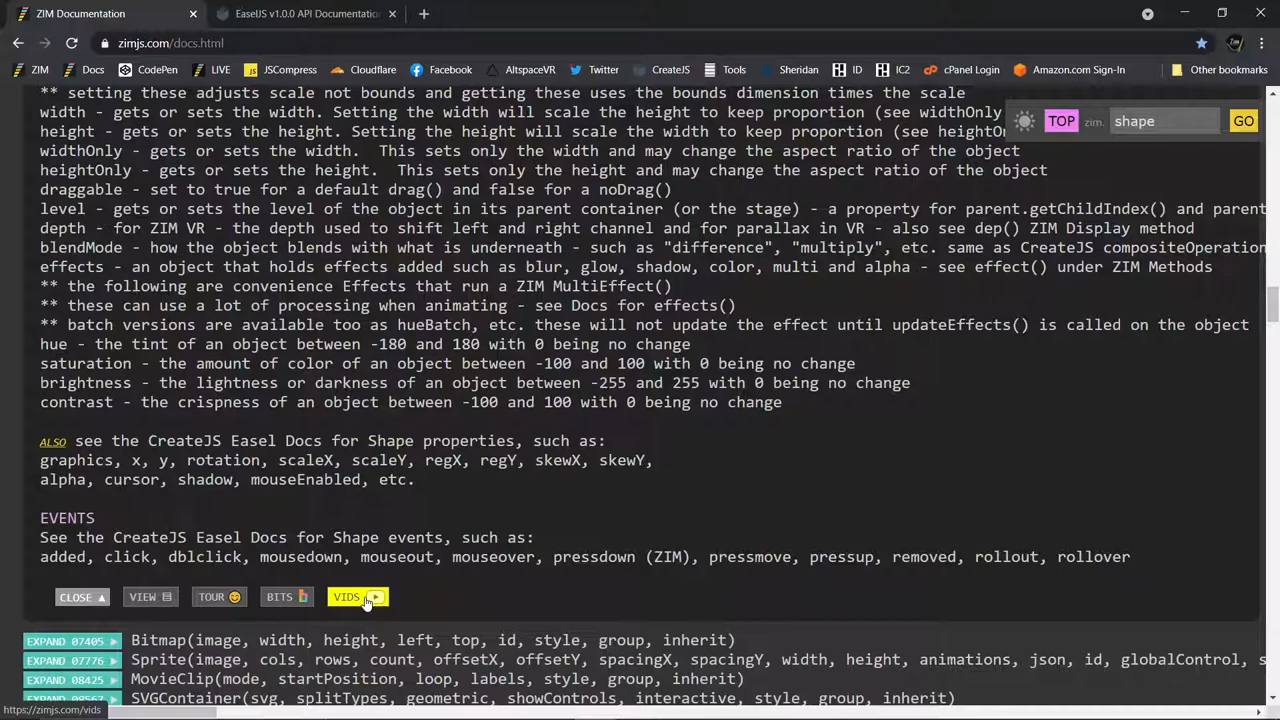 ZIM Documentation
EaselJS v1.0.0 API Documentation
zimjs.com/docs.html
ZIM Docs CodePen LIVE JSCompress Cloudflare Facebook AltspaceVR Twitter CreateJS Tools Sheridan ID IC2 cPanel Login Amazon.com Sign-In Other bookmarks
** setting these adjusts scale not bounds and getting these uses the bounds dimension times the scale
width - gets or sets the width. Setting the width will scale the height to keep proportion (see widthOnly
TOP zim. shape GO
height - gets or sets the height. Setting the height will scale the width to keep proportion (see heightOn
widthOnly - gets or sets the width.  This sets only the width and may change the aspect ratio of the object
heightOnly - gets or sets the height.  This sets only the height and may change the aspect ratio of the object
draggable - set to true for a default drag() and false for a noDrag()
level - gets or sets the level of the object in its parent container (or the stage) - a property for parent.getChildIndex() and parent
depth - for ZIM VR - the depth used to shift left and right channel and for parallax in VR - also see dep() ZIM Display method
blendMode - how the object blends with what is underneath - such as "difference", "multiply", etc. same as CreateJS compositeOperation
effects - an object that holds effects added such as blur, glow, shadow, color, multi and alpha - see effect() under ZIM Methods
** the following are convenience Effects that run a ZIM MultiEffect()
** these can use a lot of processing when animating - see Docs for effects()
** batch versions are available too as hueBatch, etc. these will not update the effect until updateEffects() is called on the object
hue - the tint of an object between -180 and 180 with 0 being no change
saturation - the amount of color of an object between -100 and 100 with 0 being no change
brightness - the lightness or darkness of an object between -255 and 255 with 0 being no change
contrast - the crispness of an object between -100 and 100 with 0 being no change
ALSO see the CreateJS Easel Docs for Shape properties, such as:
graphics, x, y, rotation, scaleX, scaleY, regX, regY, skewX, skewY,
alpha, cursor, shadow, mouseEnabled, etc.
EVENTS
See the CreateJS Easel Docs for Shape events, such as:
added, click, dblclick, mousedown, mouseout, mouseover, pressdown (ZIM), pressmove, pressup, removed, rollout, rollover
CLOSE ▲ VIEW TOUR BITS VIDS
EXPAND 07405 Bitmap(image, width, height, left, top, id, style, group, inherit)
EXPAND 07776 Sprite(image, cols, rows, count, offsetX, offsetY, spacingX, spacingY, width, height, animations, json, id, globalControl, s
EXPAND 08425 MovieClip(mode, startPosition, loop, labels, style, group, inherit)
EXPAND 08567 SVGContainer(svg, splitTypes, geometric, showControls, interactive, style, group, inherit)
https://zimjs.com/vids